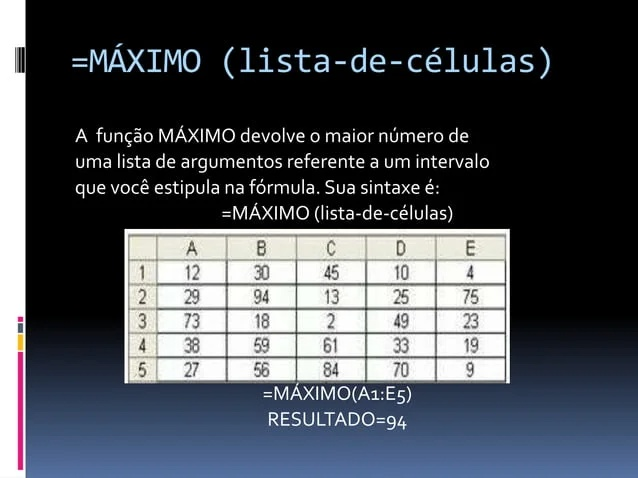 =MÁXIMO (lista-de-células)
A função MÁXIMO devolve o maior número de
uma lista de argumentos referente a um intervalo
que você estipula na fórmula. Sua sintaxe é:
=MÁXIMO (lista-de-células)
A B C D E
1 12 30 45 10 4
2 29 94 13 25 75
3 73 18 2 49 23
4 38 59 61 33 19
5 27 56 84 70 9
=MÁXIMO(A1:E5)
RESULTADO=94